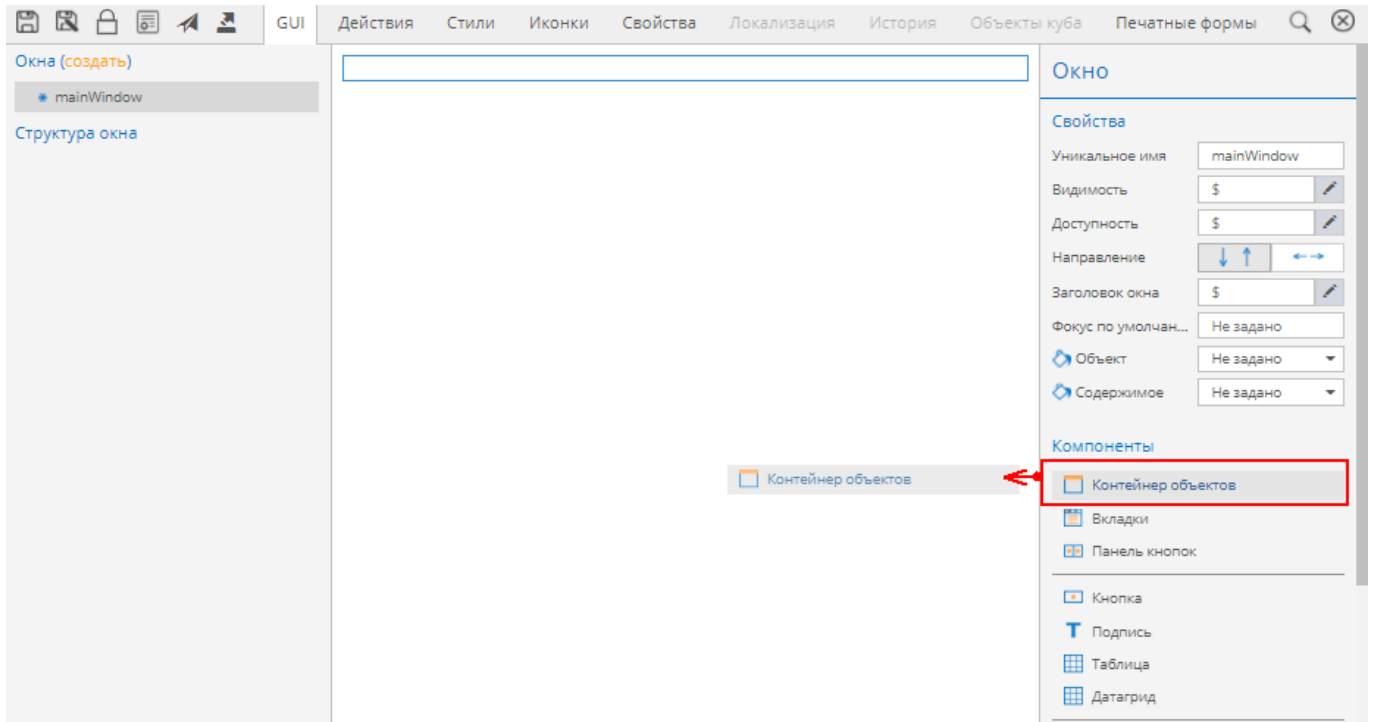 GUI Действия Стили Иконки Свойства Локализация История Объекты куба Печатные формы
Окна (создать)
mainWindow
Структура окна
Контейнер объектов
Окно
Свойства
Уникальное имя mainWindow
Видимость $
Доступность $
Направление
Заголовок окна $
Фокус по умолчан... Не задано
Объект Не задано
Содержимое Не задано
Компоненты
Контейнер объектов
Вкладки
Панель кнопок
Кнопка
Подпись
Таблица
Датагрид